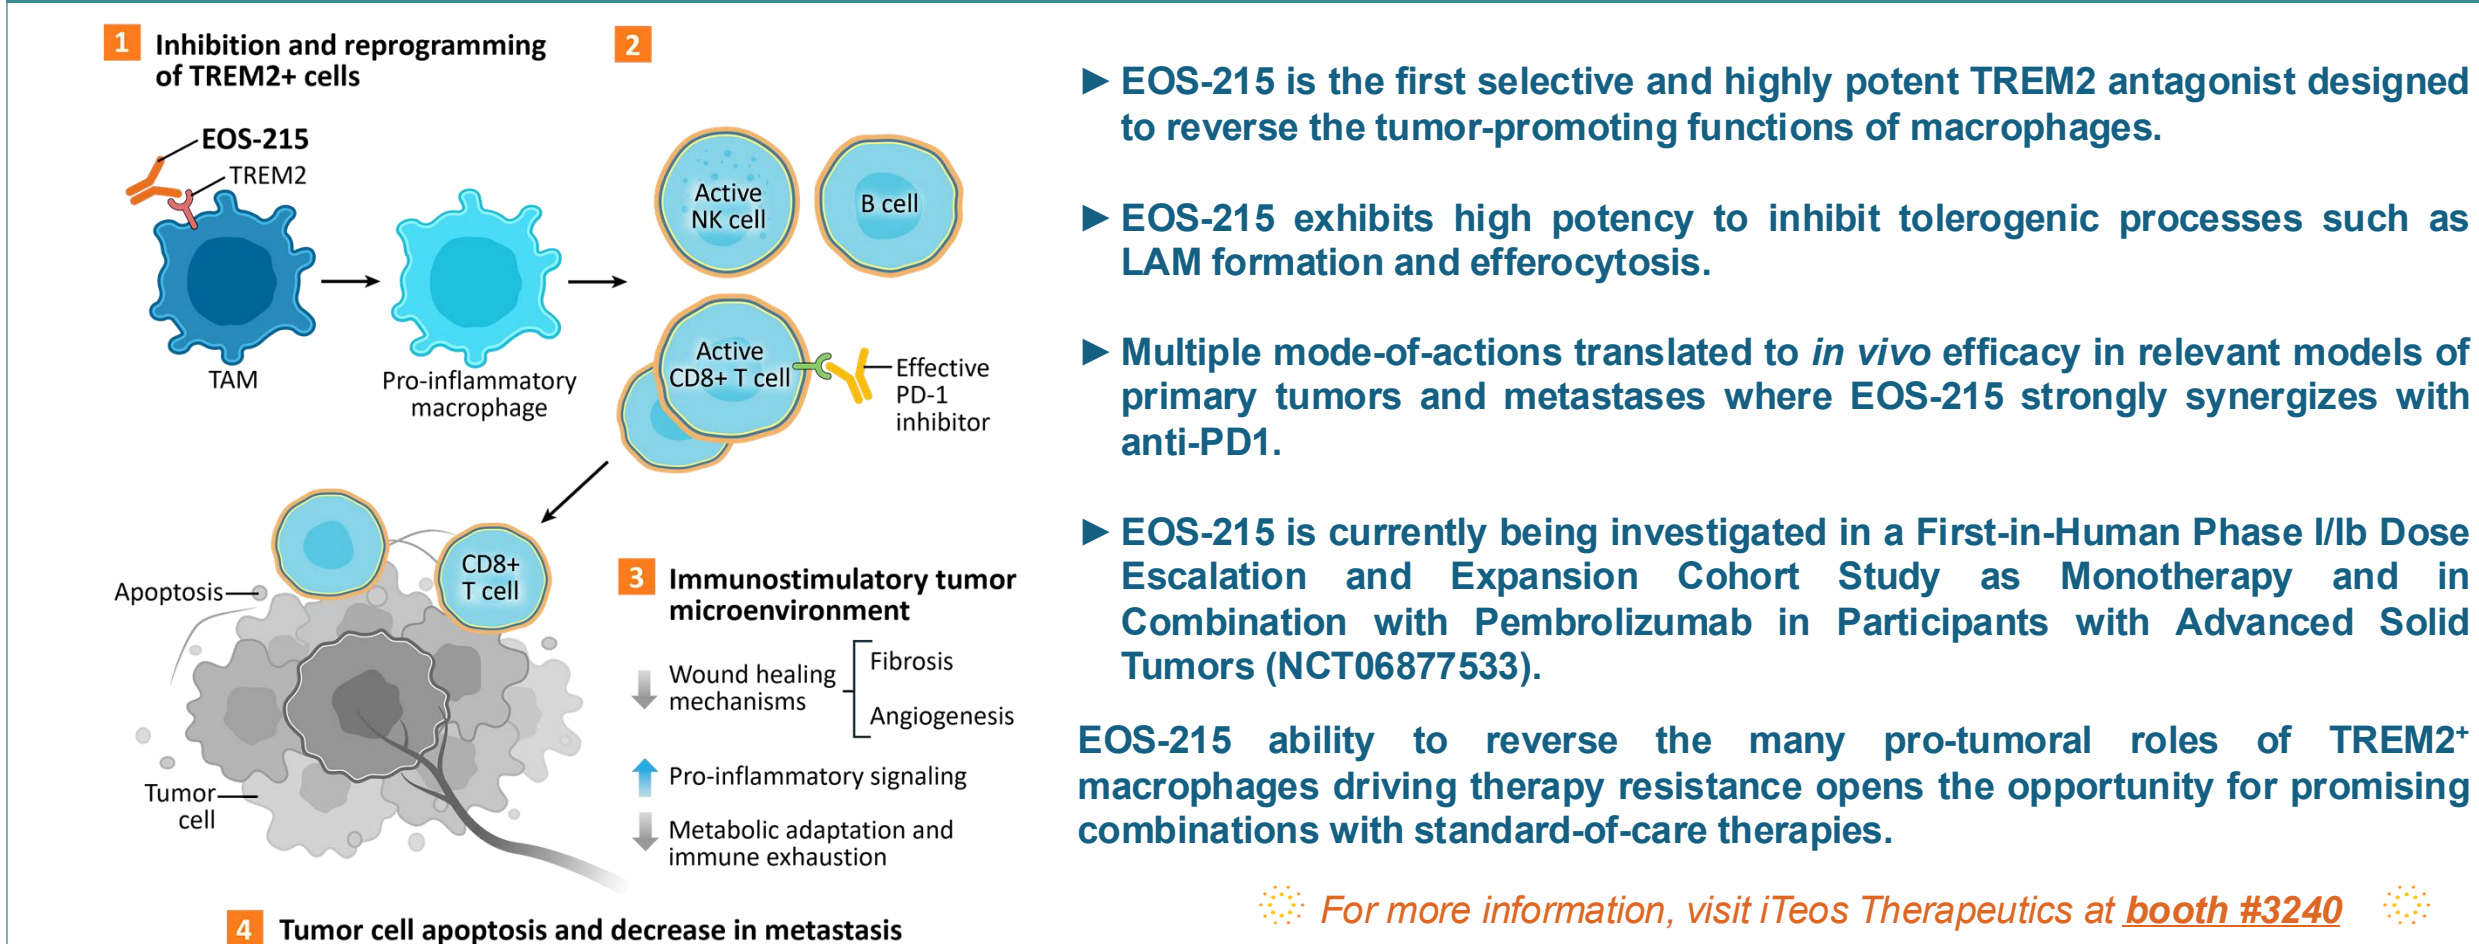 1 Inhibition and reprogramming
of TREM2+ cells
EOS-215
TREM2
TAM
Pro-inflammatory
macrophage
2
Active
NK cell
B cell
Active
CD8+ T cell
Effective
PD-1
inhibitor
CD8+
T cell
Apoptosis
Tumor
cell
3 Immunostimulatory tumor
microenvironment
Wound healing
mechanisms
Fibrosis
Angiogenesis
Pro-inflammatory signaling
Metabolic adaptation and
immune exhaustion
4 Tumor cell apoptosis and decrease in metastasis
► EOS-215 is the first selective and highly potent TREM2 antagonist designed
to reverse the tumor-promoting functions of macrophages.
► EOS-215 exhibits high potency to inhibit tolerogenic processes such as
LAM formation and efferocytosis.
► Multiple mode-of-actions translated to in vivo efficacy in relevant models of
primary tumors and metastases where EOS-215 strongly synergizes with
anti-PD1.
► EOS-215 is currently being investigated in a First-in-Human Phase I/Ib Dose
Escalation and Expansion Cohort Study as Monotherapy and in
Combination with Pembrolizumab in Participants with Advanced Solid
Tumors (NCT06877533).
EOS-215 ability to reverse the many pro-tumoral roles of TREM2⁺
macrophages driving therapy resistance opens the opportunity for promising
combinations with standard-of-care therapies.
For more information, visit iTeos Therapeutics at booth #3240